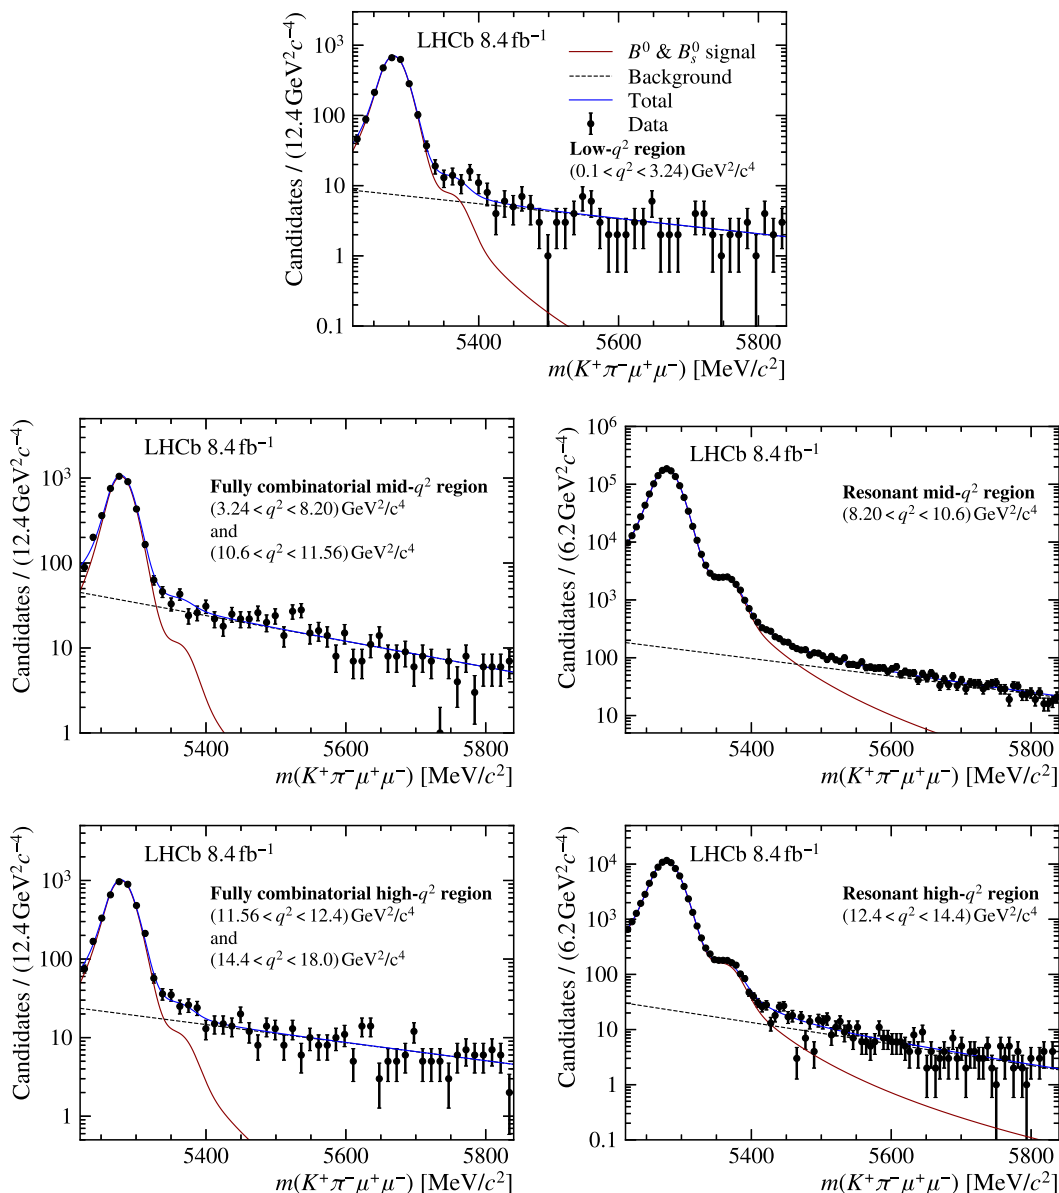 LHCb 8.4 fb⁻¹
B⁰ & B⁰ₛ signal
Background
Total
Data
Low-q² region
(0.1 < q² < 3.24) GeV²/c⁴
Candidates / (12.4 GeV²c⁻⁴)
10³
100
10
1
0.1
5400 5600 5800
m(K⁺π⁻μ⁺μ⁻) [MeV/c²]
LHCb 8.4 fb⁻¹
Fully combinatorial mid-q² region
(3.24 < q² < 8.20) GeV²/c⁴
and
(10.6 < q² < 11.56) GeV²/c⁴
Candidates / (12.4 GeV²c⁻⁴)
10³
100
10
1
5400 5600 5800
m(K⁺π⁻μ⁺μ⁻) [MeV/c²]
LHCb 8.4 fb⁻¹
Resonant mid-q² region
(8.20 < q² < 10.6) GeV²/c⁴
Candidates / (6.2 GeV²c⁻⁴)
10⁶
10⁵
10⁴
10³
100
10
5400 5600 5800
m(K⁺π⁻μ⁺μ⁻) [MeV/c²]
LHCb 8.4 fb⁻¹
Fully combinatorial high-q² region
(11.56 < q² < 12.4) GeV²/c⁴
and
(14.4 < q² < 18.0) GeV²/c⁴
Candidates / (12.4 GeV²c⁻⁴)
10³
100
10
1
5400 5600 5800
m(K⁺π⁻μ⁺μ⁻) [MeV/c²]
LHCb 8.4 fb⁻¹
Resonant high-q² region
(12.4 < q² < 14.4) GeV²/c⁴
Candidates / (6.2 GeV²c⁻⁴)
10⁴
10³
100
10
1
0.1
5400 5600 5800
m(K⁺π⁻μ⁺μ⁻) [MeV/c²]